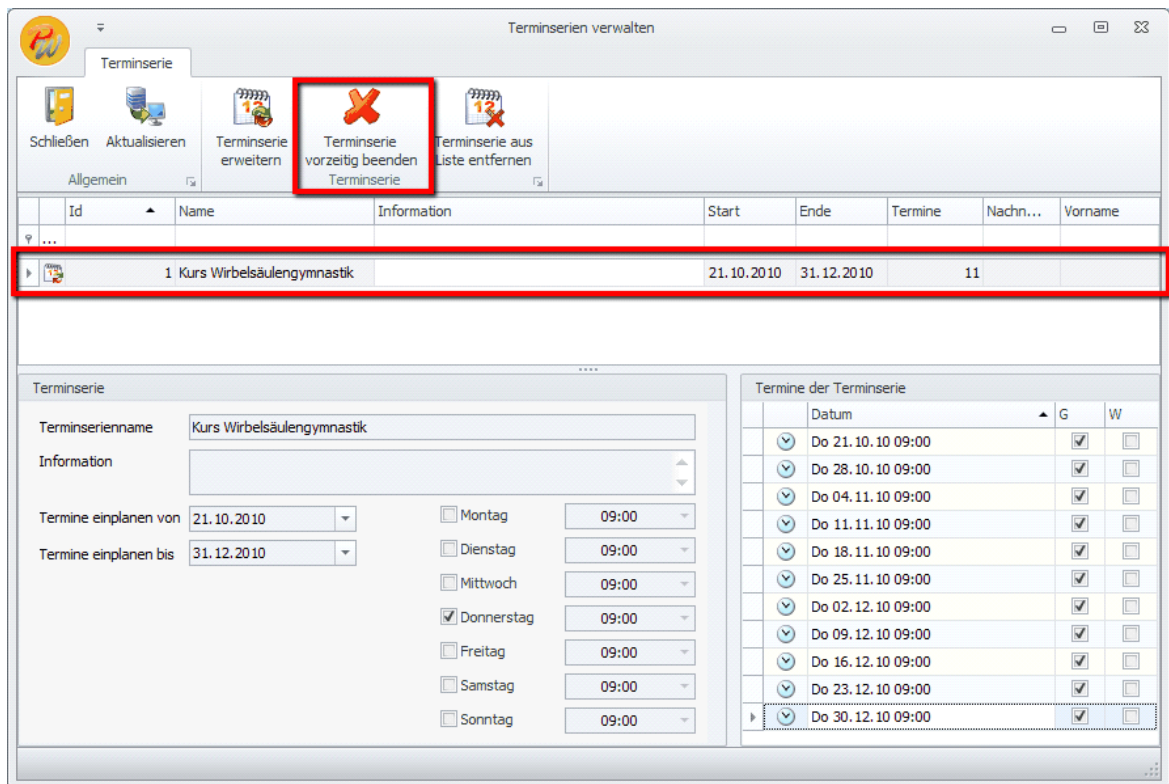 PW
Terminserien verwalten
Terminserie
Schließen Aktualisieren Terminserie erweitern Terminserie vorzeitig beenden Terminserie aus Liste entfernen
Allgemein Terminserie
Id Name Information Start Ende Termine Nachn... Vorname
...
1 Kurs Wirbelsäulengymnastik 21.10.2010 31.12.2010 11
Terminserie
Terminserienname Kurs Wirbelsäulengymnastik
Information
Termine einplanen von 21.10.2010
Termine einplanen bis 31.12.2010
Montag 09:00
Dienstag 09:00
Mittwoch 09:00
Donnerstag 09:00
Freitag 09:00
Samstag 09:00
Sonntag 09:00
Termine der Terminserie
Datum G W
Do 21.10.10 09:00
Do 28.10.10 09:00
Do 04.11.10 09:00
Do 11.11.10 09:00
Do 18.11.10 09:00
Do 25.11.10 09:00
Do 02.12.10 09:00
Do 09.12.10 09:00
Do 16.12.10 09:00
Do 23.12.10 09:00
Do 30.12.10 09:00